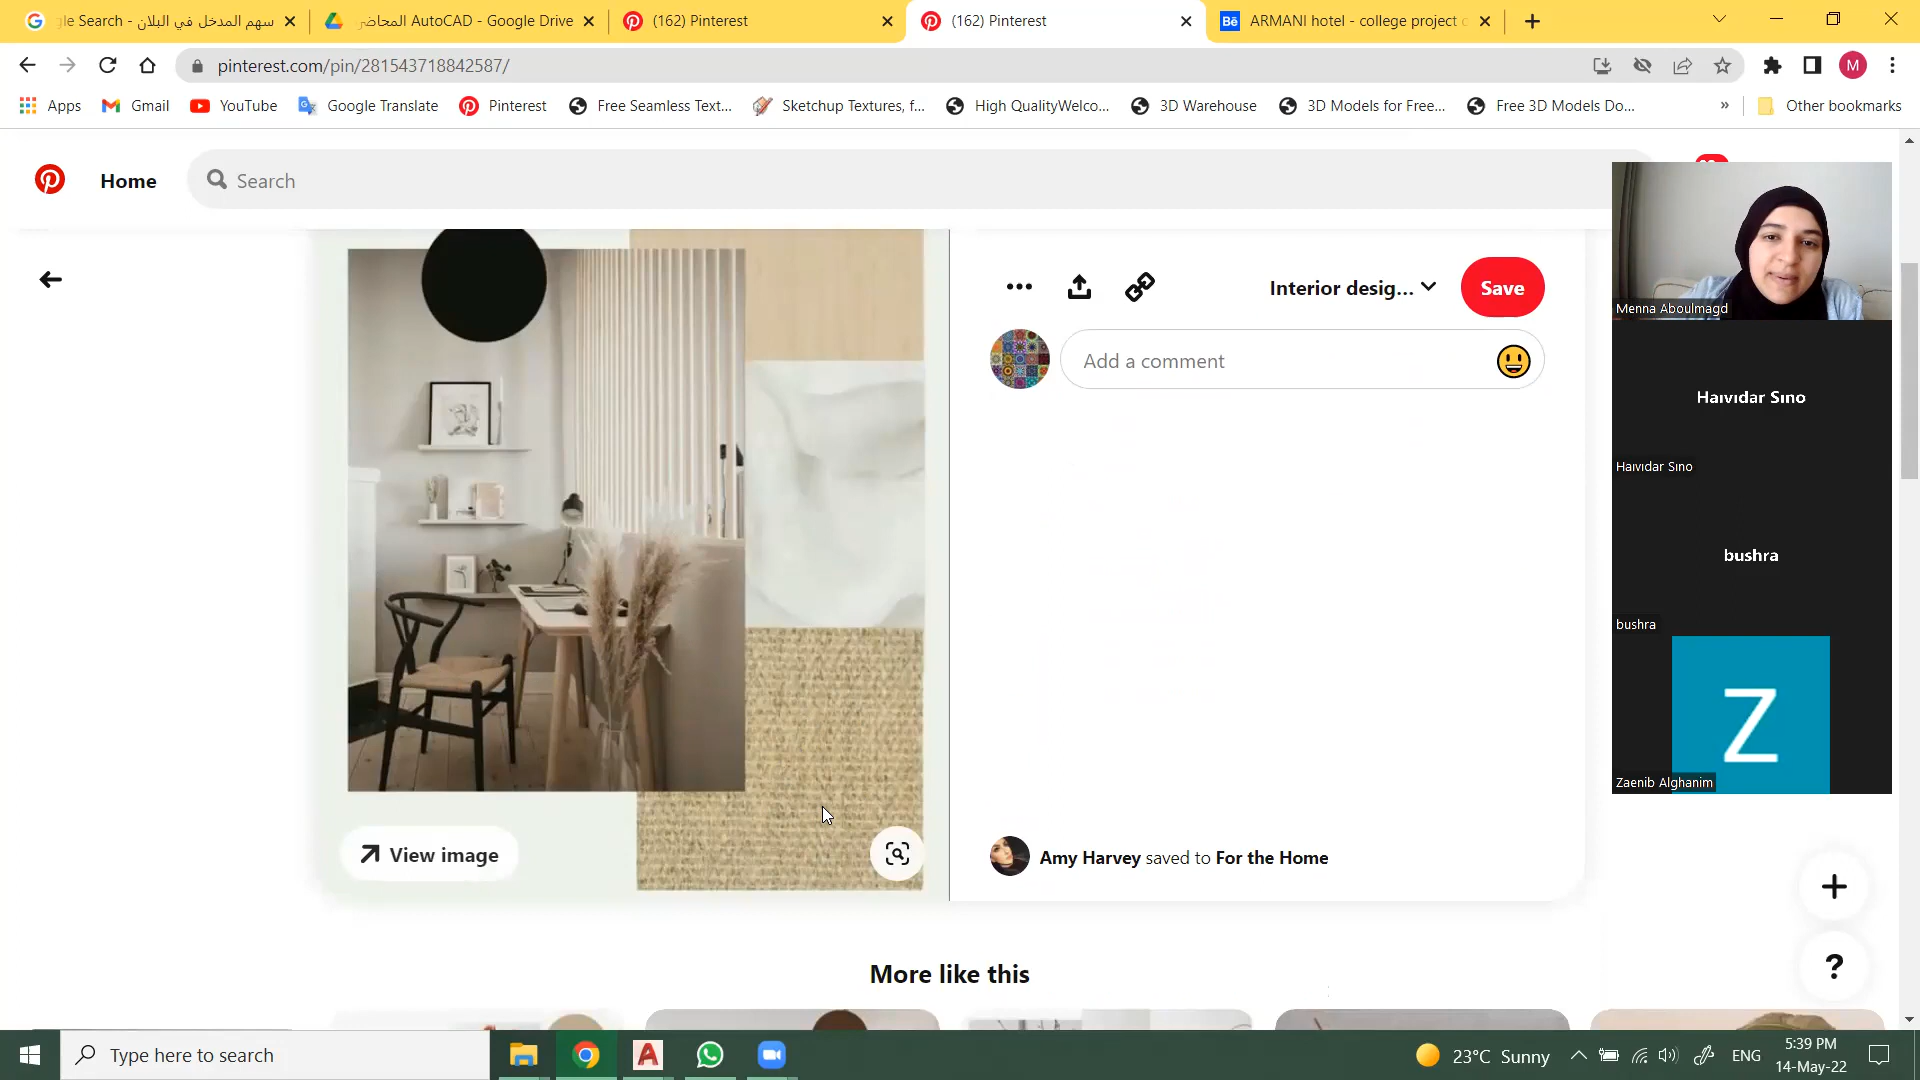 gle Search - سهم المدخل في البلان
المحاضر AutoCAD - Google Drive
(162) Pinterest
(162) Pinterest
Bē
ARMANI hotel - college project
pinterest.com/pin/281543718842587/
M
Apps
Gmail
YouTube
Google Translate
Pinterest
Free Seamless Text...
Sketchup Textures, f...
High QualityWelco...
3D Warehouse
3D Models for Free...
Free 3D Models Do...
»
Other bookmarks
Home
Search
Interior desig...
Save
Add a comment
View image
Amy Harvey saved to For the Home
More like this
Menna Aboulmagd
Haıvıdar Sıno
Haıvıdar Sıno
bushra
bushra
Z
Zaenib Alghanim
+
?
Type here to search
23°C Sunny
ENG
5:39 PM
14-May-22